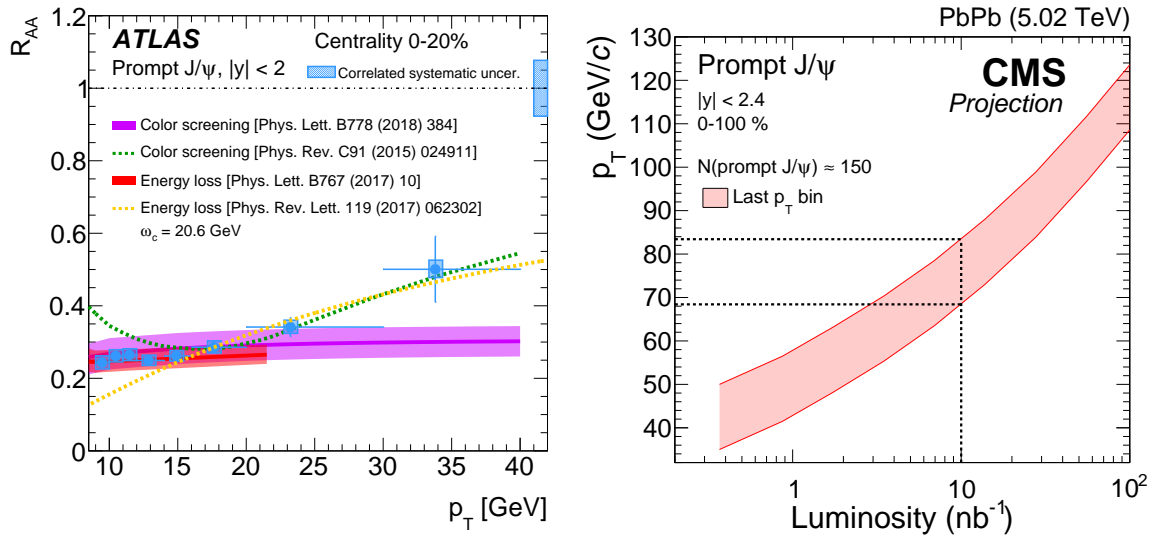 R_AA
1.2
1
0.8
0.6
0.4
0.2
0
ATLAS
Centrality 0-20%
Prompt J/ψ, |y| < 2
Correlated systematic uncer.
Color screening [Phys. Lett. B778 (2018) 384]
Color screening [Phys. Rev. C91 (2015) 024911]
Energy loss [Phys. Lett. B767 (2017) 10]
Energy loss [Phys. Rev. Lett. 119 (2017) 062302]
ω_c = 20.6 GeV
10 15 20 25 30 35 40
p_T [GeV]
PbPb (5.02 TeV)
p_T (GeV/c)
130
120
110
100
90
80
70
60
50
40
Prompt J/ψ
CMS
Projection
|y| < 2.4
0-100 %
N(prompt J/ψ) ≈ 150
Last p_T bin
1 10 10²
Luminosity (nb⁻¹)